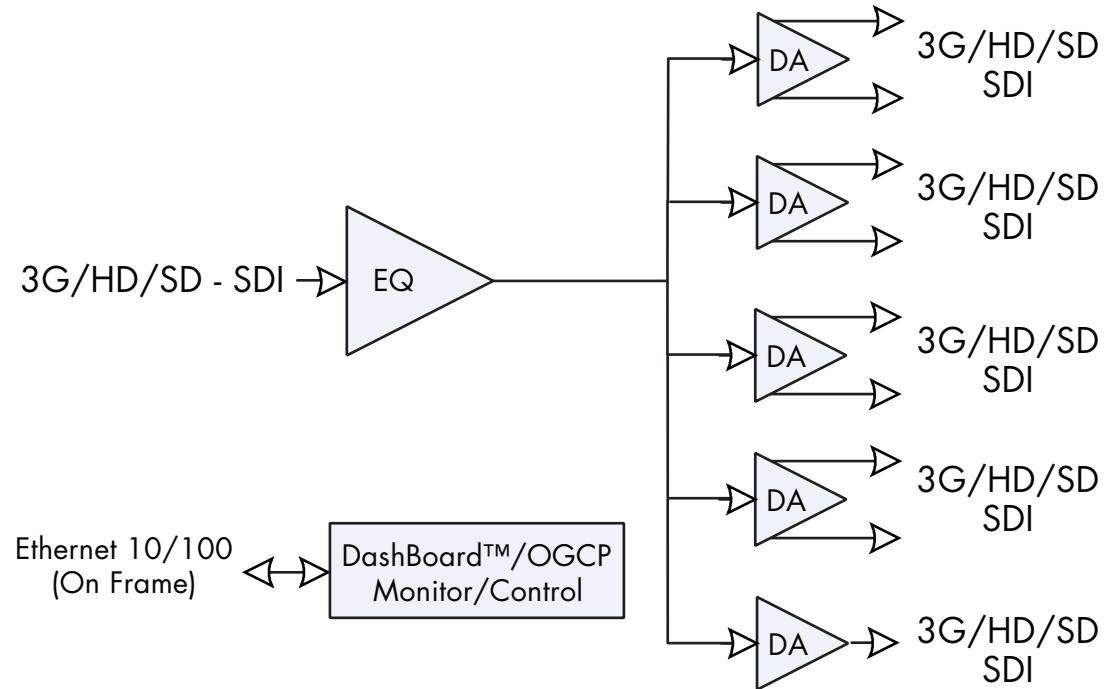 DA
3G/HD/SD
SDI
DA
3G/HD/SD
SDI
3G/HD/SD - SDI
EQ
DA
3G/HD/SD
SDI
DA
3G/HD/SD
SDI
Ethernet 10/100
(On Frame)
DashBoard™/OGCP
Monitor/Control
DA
3G/HD/SD
SDI